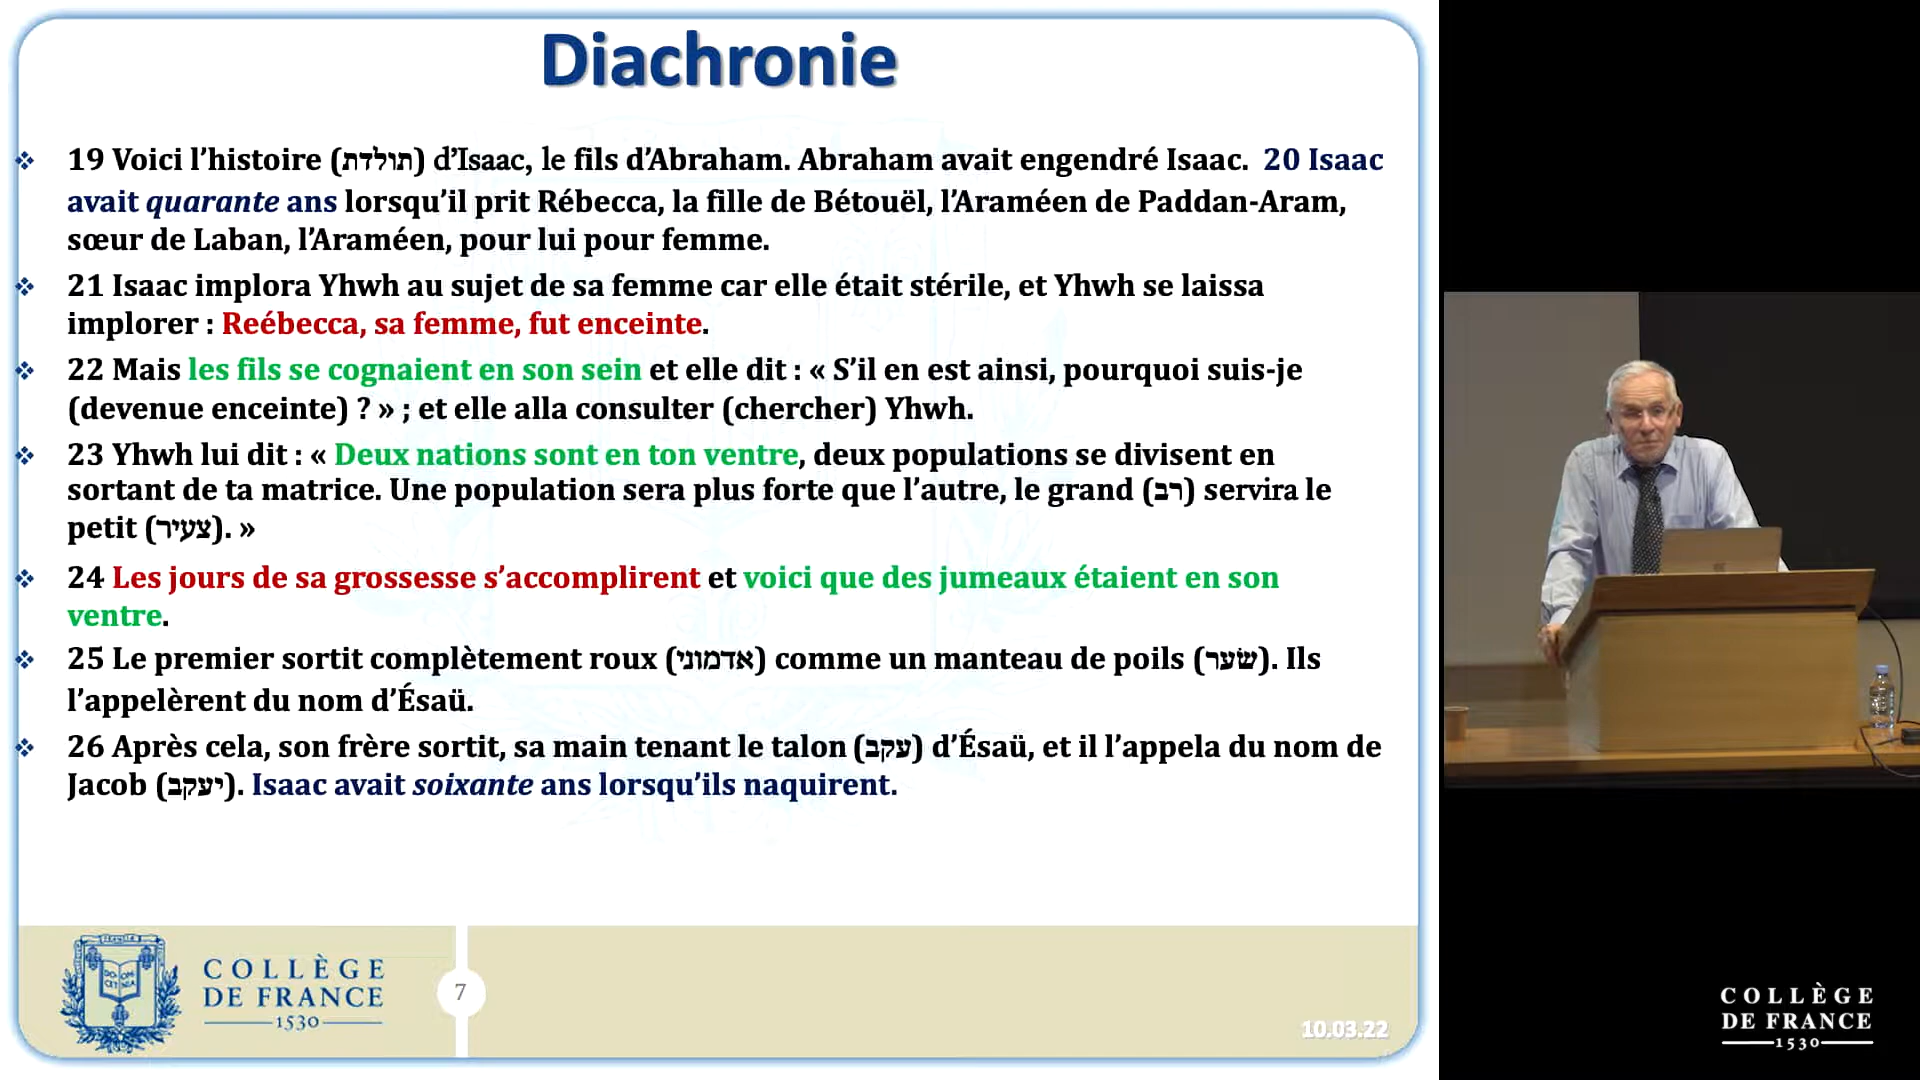 Diachronie
❖ 19 Voici l’histoire (תולדת) d’Isaac, le fils d’Abraham. Abraham avait engendré Isaac. 20 Isaac
avait quarante ans lorsqu’il prit Rébecca, la fille de Bétouël, l’Araméen de Paddan-Aram,
sœur de Laban, l’Araméen, pour lui pour femme.
❖ 21 Isaac implora Yhwh au sujet de sa femme car elle était stérile, et Yhwh se laissa
implorer : Reébecca, sa femme, fut enceinte.
❖ 22 Mais les fils se cognaient en son sein et elle dit : « S’il en est ainsi, pourquoi suis-je
(devenue enceinte) ? » ; et elle alla consulter (chercher) Yhwh.
❖ 23 Yhwh lui dit : « Deux nations sont en ton ventre, deux populations se divisent en
sortant de ta matrice. Une population sera plus forte que l’autre, le grand (רב) servira le
petit (צעיר). »
❖ 24 Les jours de sa grossesse s’accomplirent et voici que des jumeaux étaient en son
ventre.
❖ 25 Le premier sortit complètement roux (אדמוני) comme un manteau de poils (שׂער). Ils
l’appelèrent du nom d’Ésaü.
❖ 26 Après cela, son frère sortit, sa main tenant le talon (עקב) d’Ésaü, et il l’appela du nom de
Jacob (יעקב). Isaac avait soixante ans lorsqu’ils naquirent.
COLLÈGE
DE FRANCE
1530
7
10.03.22
COLLÈGE
DE FRANCE
1530